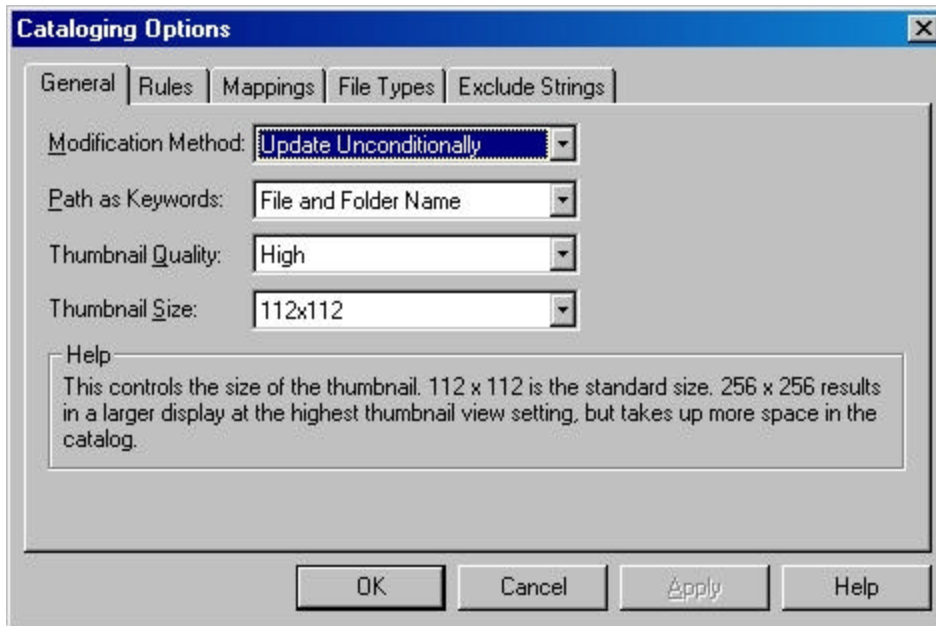 Cataloging Options
General Rules Mappings File Types Exclude Strings
Modification Method: Update Unconditionally
Path as Keywords: File and Folder Name
Thumbnail Quality: High
Thumbnail Size: 112x112
Help
This controls the size of the thumbnail. 112 x 112 is the standard size. 256 x 256 results
in a larger display at the highest thumbnail view setting, but takes up more space in the
catalog.
OK Cancel Apply Help